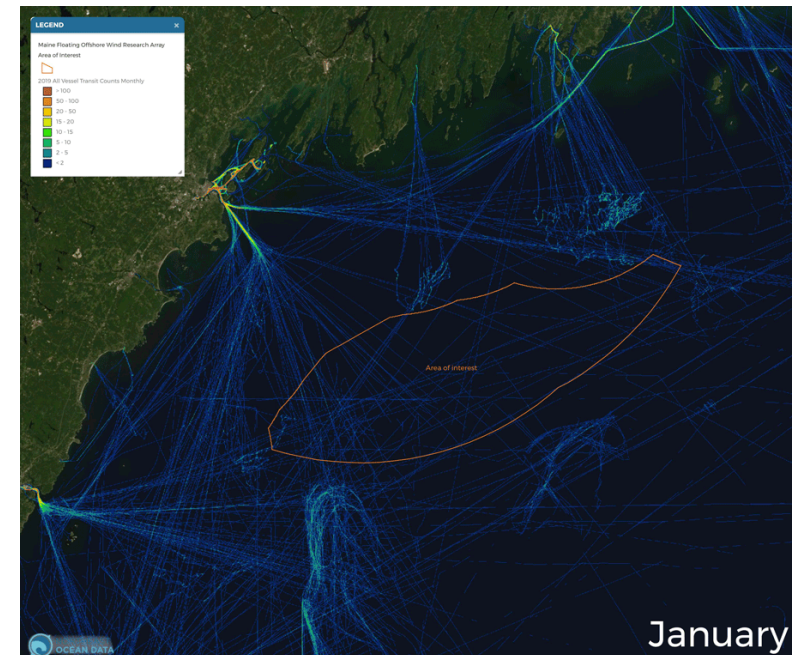 LEGEND ×
Maine Floating Offshore Wind Research Array
Area of Interest
2019 All Vessel Transit Counts Monthly
> 100
50 - 100
20 - 50
15 - 20
10 - 15
5 - 10
2 - 5
< 2
Area of interest
January
OCEAN DATA